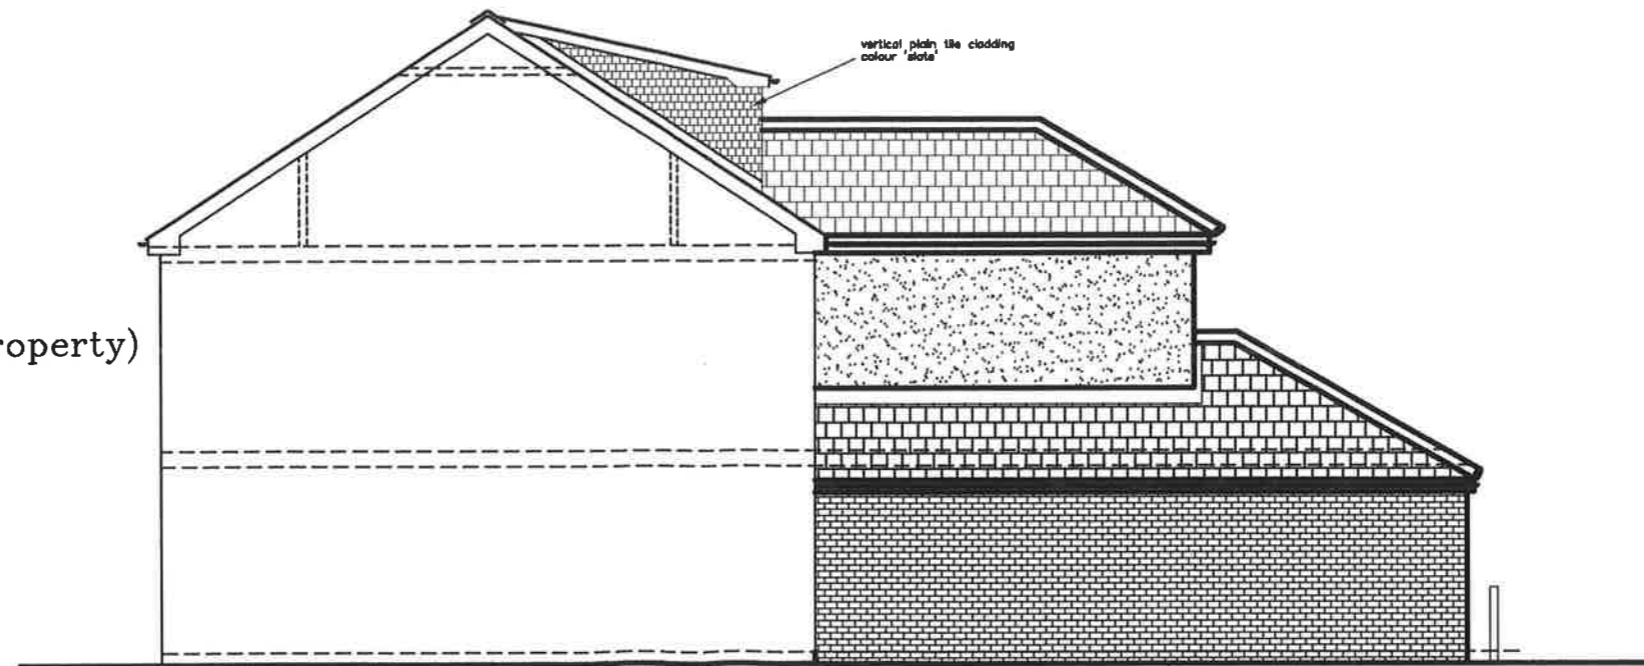 vertical plain tile cladding
colour 'slate'
roperty)